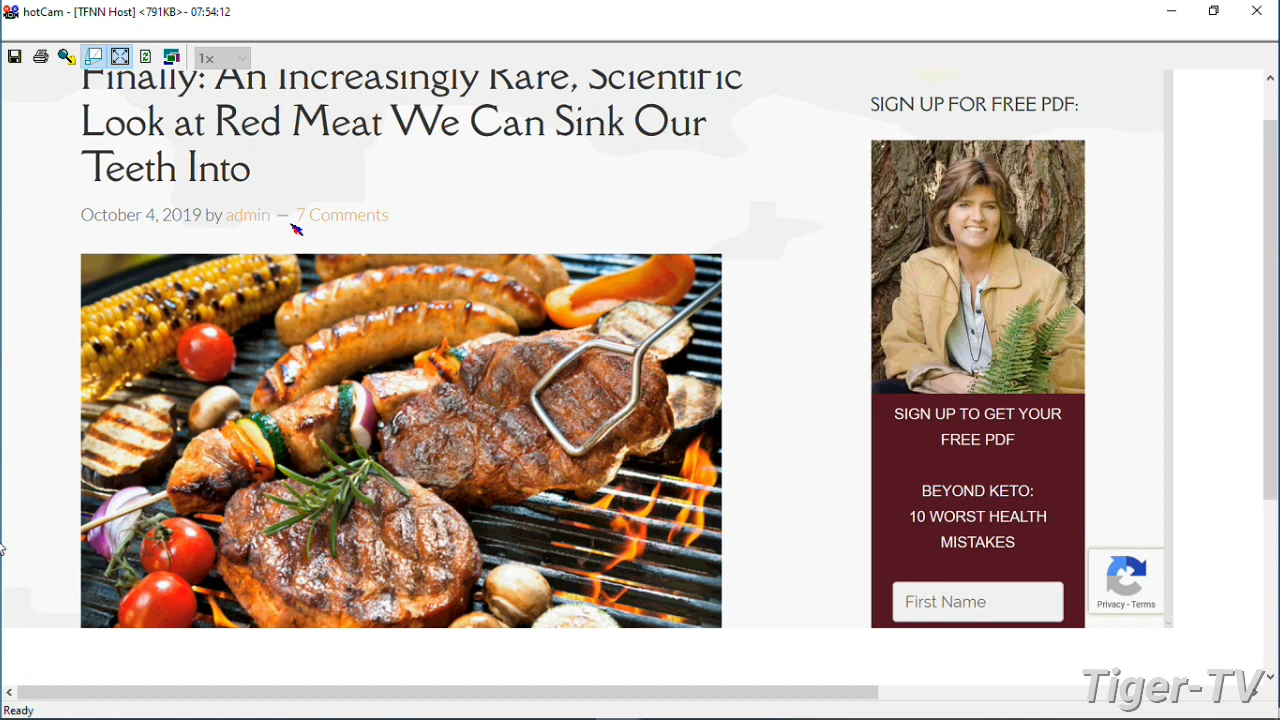 hotCam - [TFNN Host] <791KB>- 07:54:12
1x
Finally: An Increasingly Rare, Scientific
Look at Red Meat We Can Sink Our
Teeth Into
October 4, 2019 by admin — 7 Comments
SIGN UP FOR FREE PDF:
SIGN UP TO GET YOUR
FREE PDF
BEYOND KETO:
10 WORST HEALTH
MISTAKES
First Name
Privacy - Terms
Tiger-TV
Ready